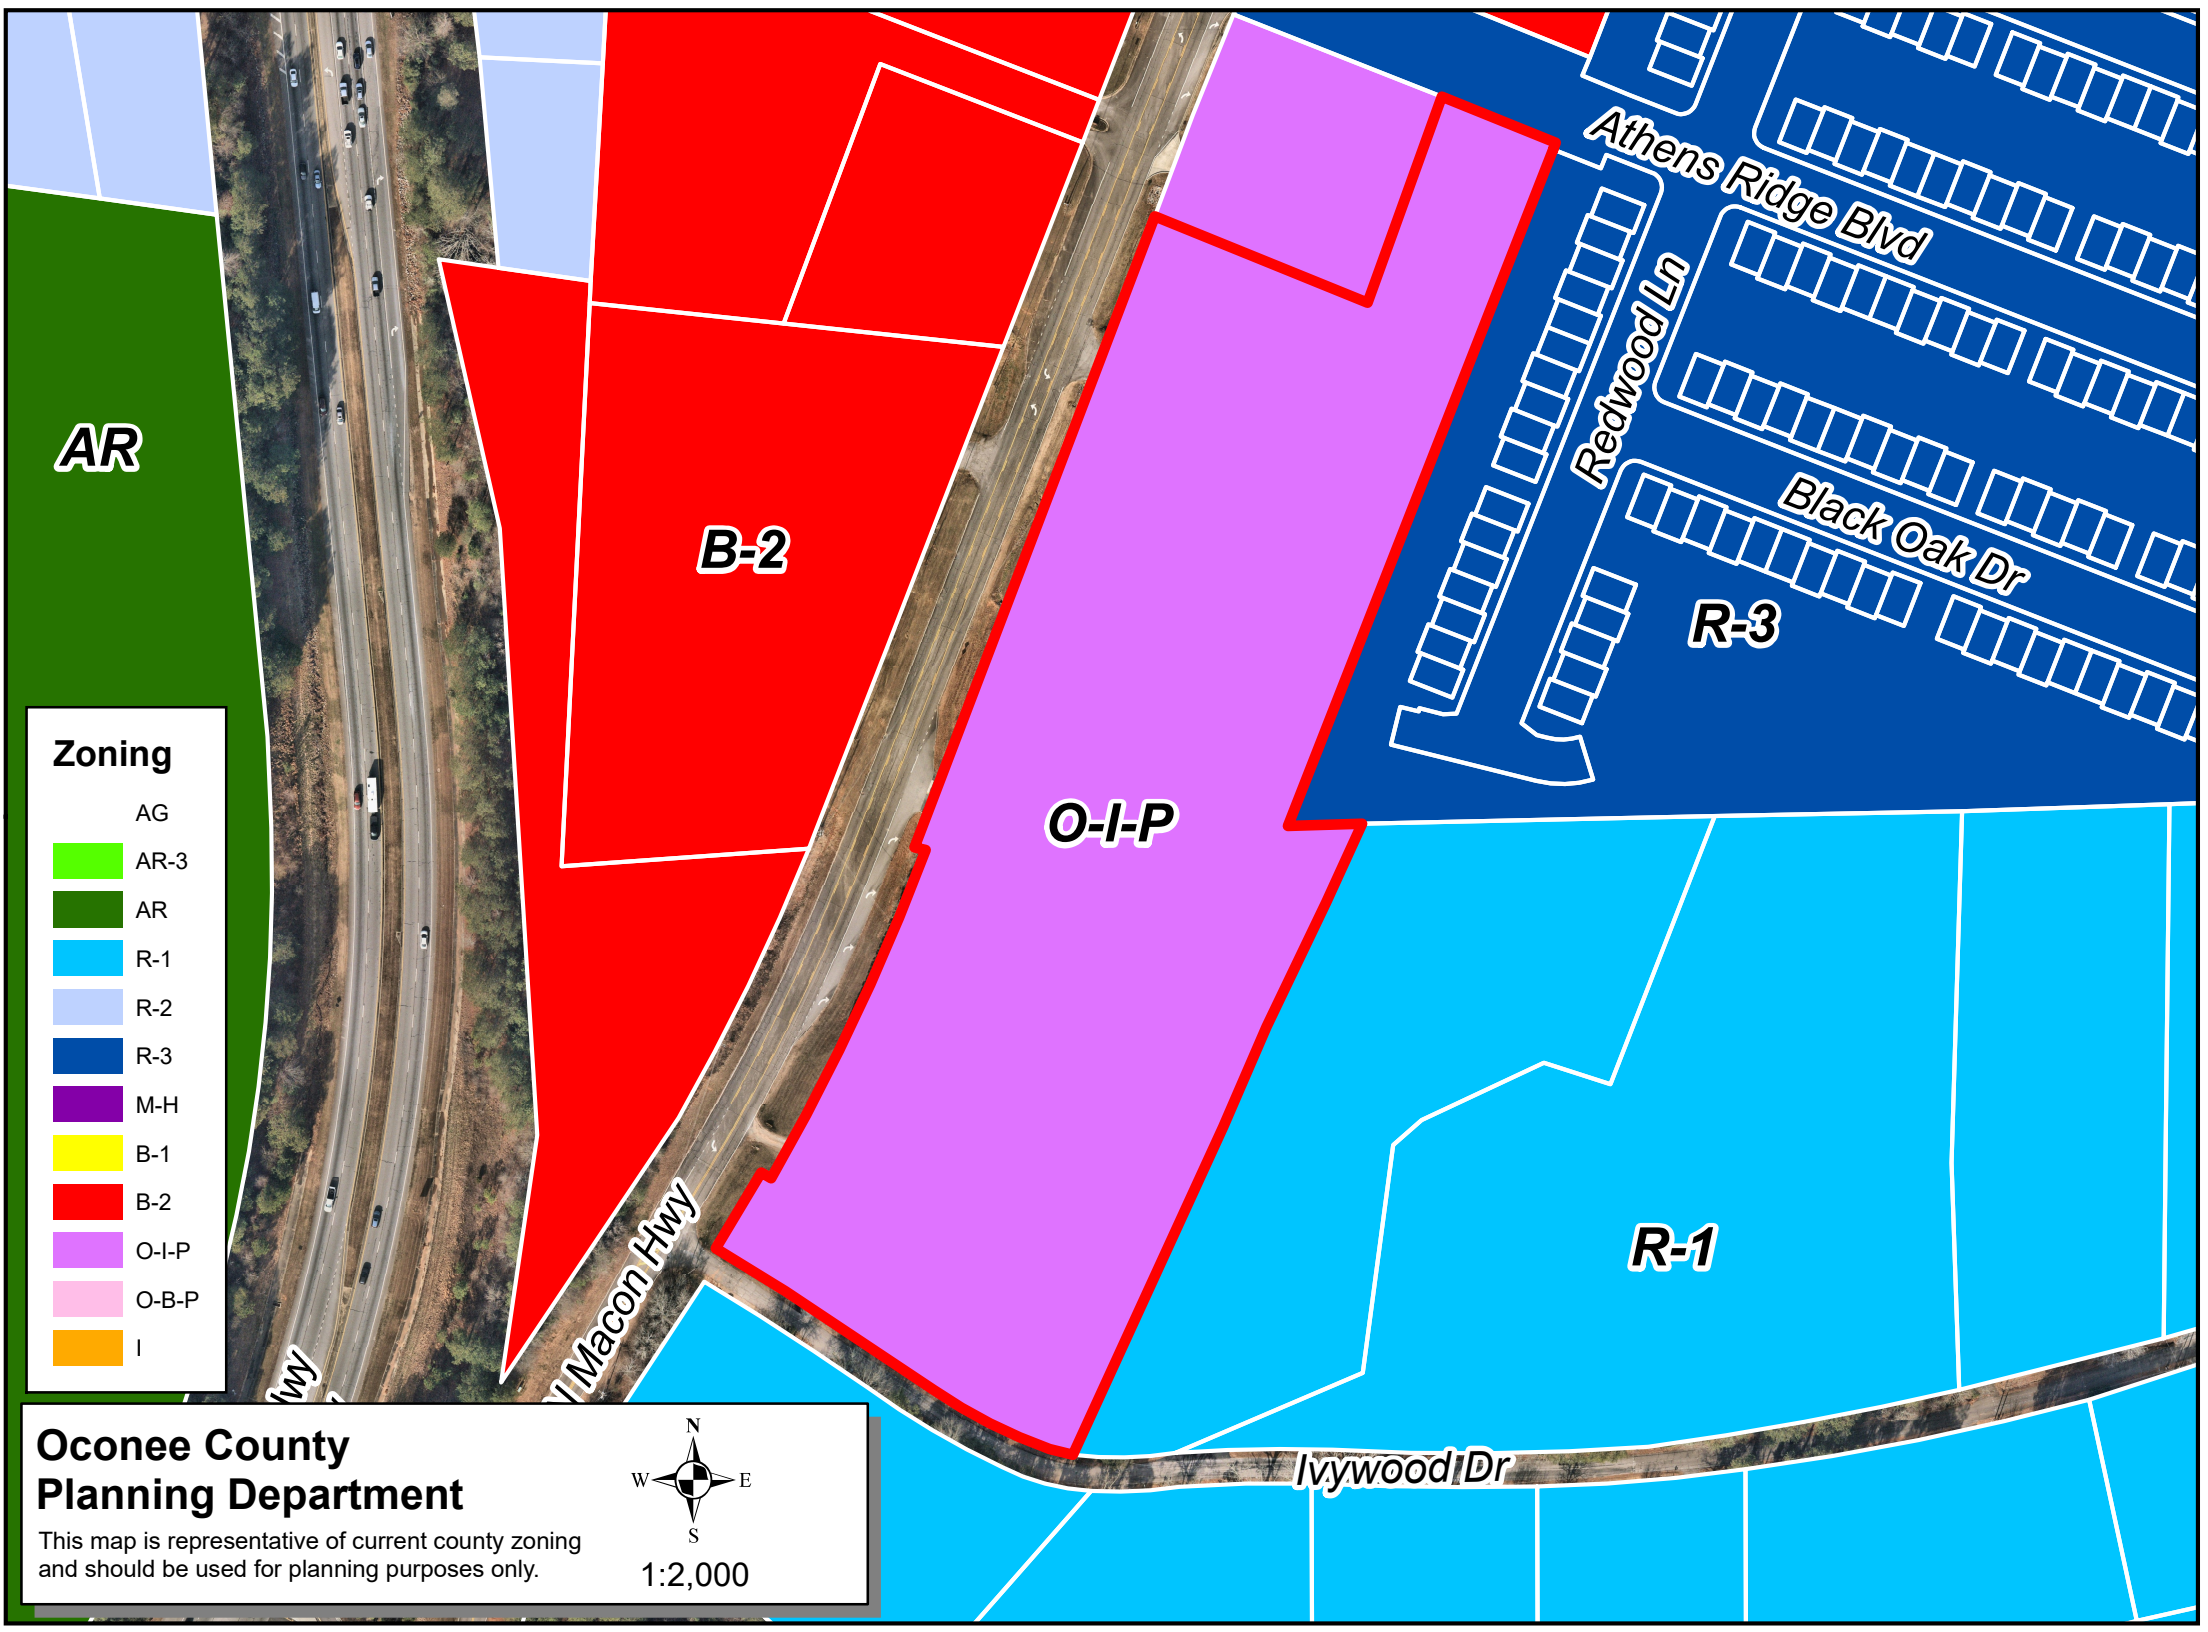 Athens Ridge Blvd
Redwood Ln
AR
B-2
Black Oak Dr
R-3
O-I-P
Zoning
AG
AR-3
AR
R-1
R-2
R-3
M-H
B-1
B-2
O-I-P
O-B-P
I
R-1
Macon Hwy
Ivywood Dr
Oconee County
Planning Department
This map is representative of current county zoning
and should be used for planning purposes only.
N
W E
S
1:2,000